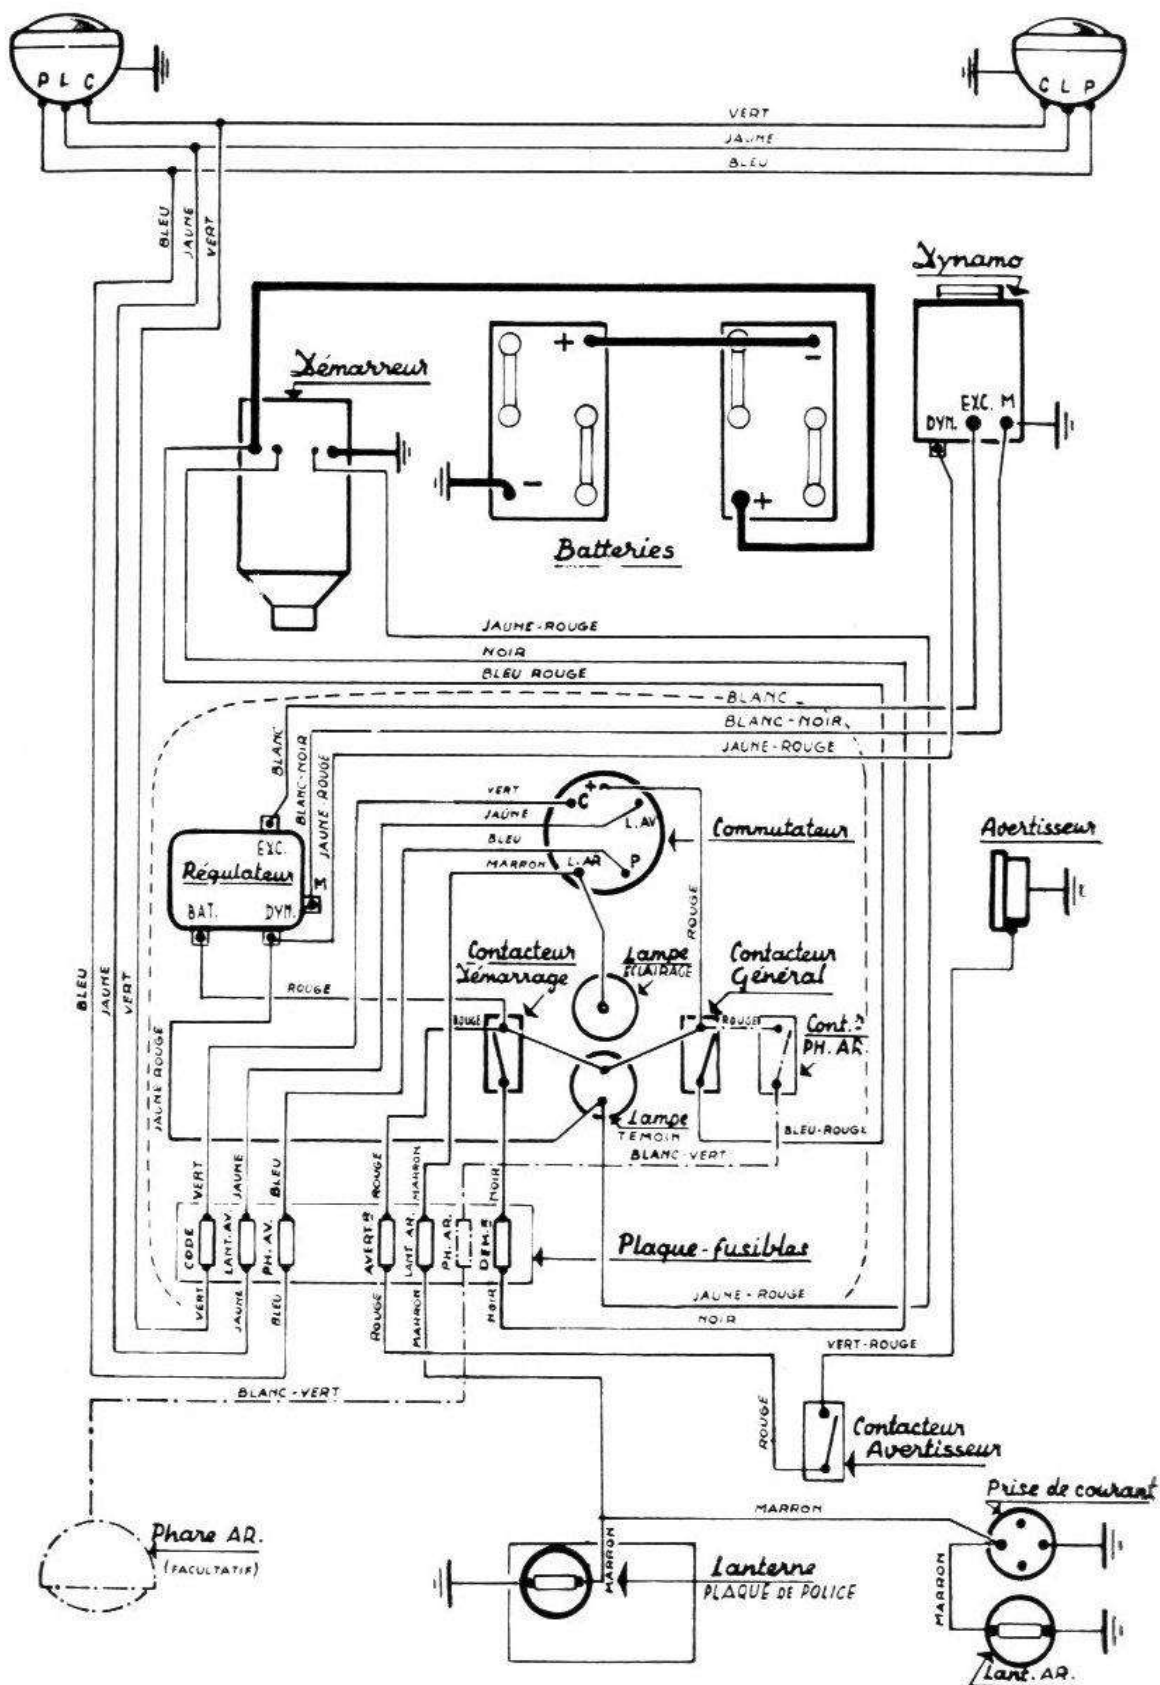 P L C
C L P
VERT
JAUNE
BLEU
BLEU
JAUNE
VERT
Dynamo
Démarreur
EXC. M
DYN.
+
-
-
+
Batteries
JAUNE-ROUGE
NOIR
BLEU ROUGE
BLANC
BLANC-NOIR
JAUNE-ROUGE
BLANC
BLANC-NOIR
JAUNE-ROUGE
VERT
JAUNE
BLEU
MARRON
+
C
L.AV
L.AR
P
Commutateur
Avertisseur
EXC.
Régulateur
M
BAT. DYN.
ROUGE
Contacteur
Démarrage
Lampe
ECLAIRAGE
Contacteur
Général
BLEU
JAUNE
VERT
ROUGE
ROUGE
ROUGE
Cont.r
PH. AR.
JAUNE ROUGE
Lampe
TEMOIN
BLEU-ROUGE
BLANC-VERT
VERT
JAUNE
BLEU
ROUGE
MARRON
NOIR
CODE
LANT. AV.
PH. AV.
AVERT.R
LANT. AR.
PH. AR.
DEM.R
Plaque-fusibles
VERT
JAUNE
BLEU
ROUGE
MARRON
NOIR
JAUNE-ROUGE
NOIR
VERT-ROUGE
BLANC-VERT
ROUGE
Contacteur
Avertisseur
Prise de courant
MARRON
Phare AR.
(FACULTATIF)
MARRON
Lanterne
PLAQUE DE POLICE
MARRON
Lant. AR.